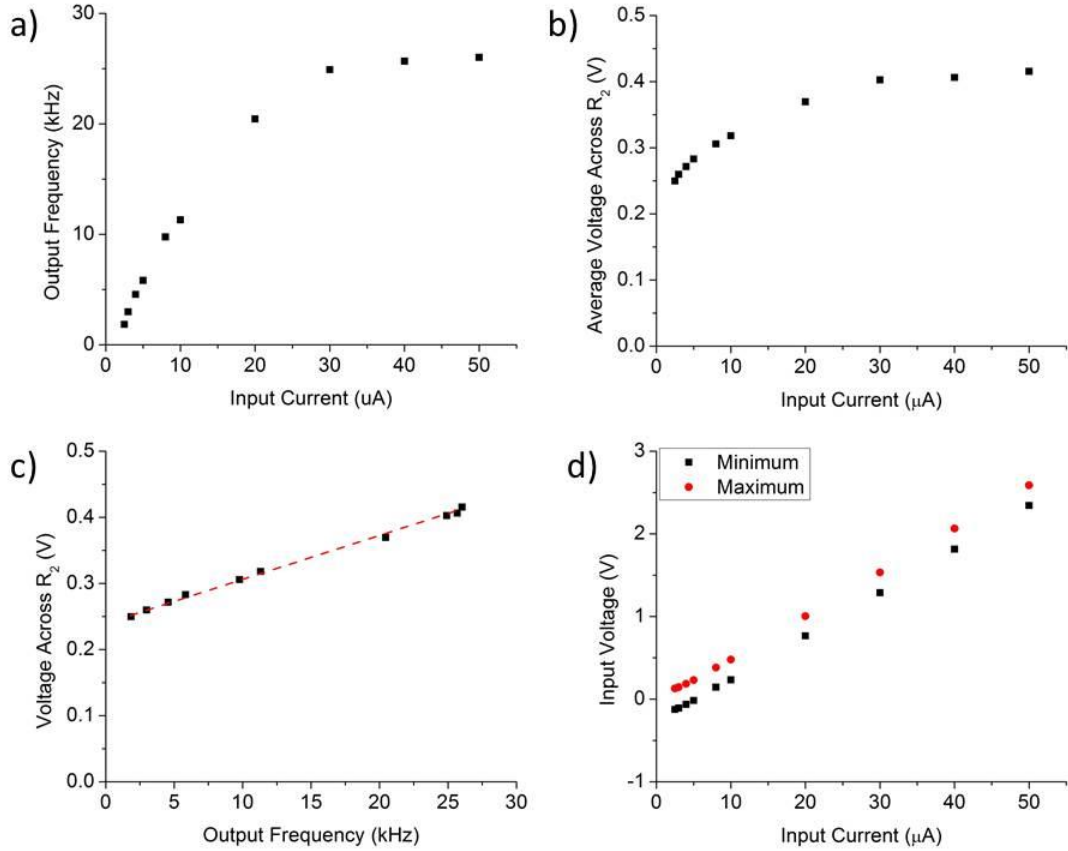 a)
30
20
10
0
Output Frequency (kHz)
0 10 20 30 40 50
Input Current (uA)
b)
0.5
0.4
0.3
0.2
0.1
0.0
Average Voltage Across R₂ (V)
0 10 20 30 40 50
Input Current (μA)
c)
0.5
0.4
0.3
0.2
0.1
0.0
Voltage Across R₂ (V)
0 5 10 15 20 25 30
Output Frequency (kHz)
d)
3
2
1
0
-1
Minimum
Maximum
Input Voltage (V)
0 10 20 30 40 50
Input Current (μA)